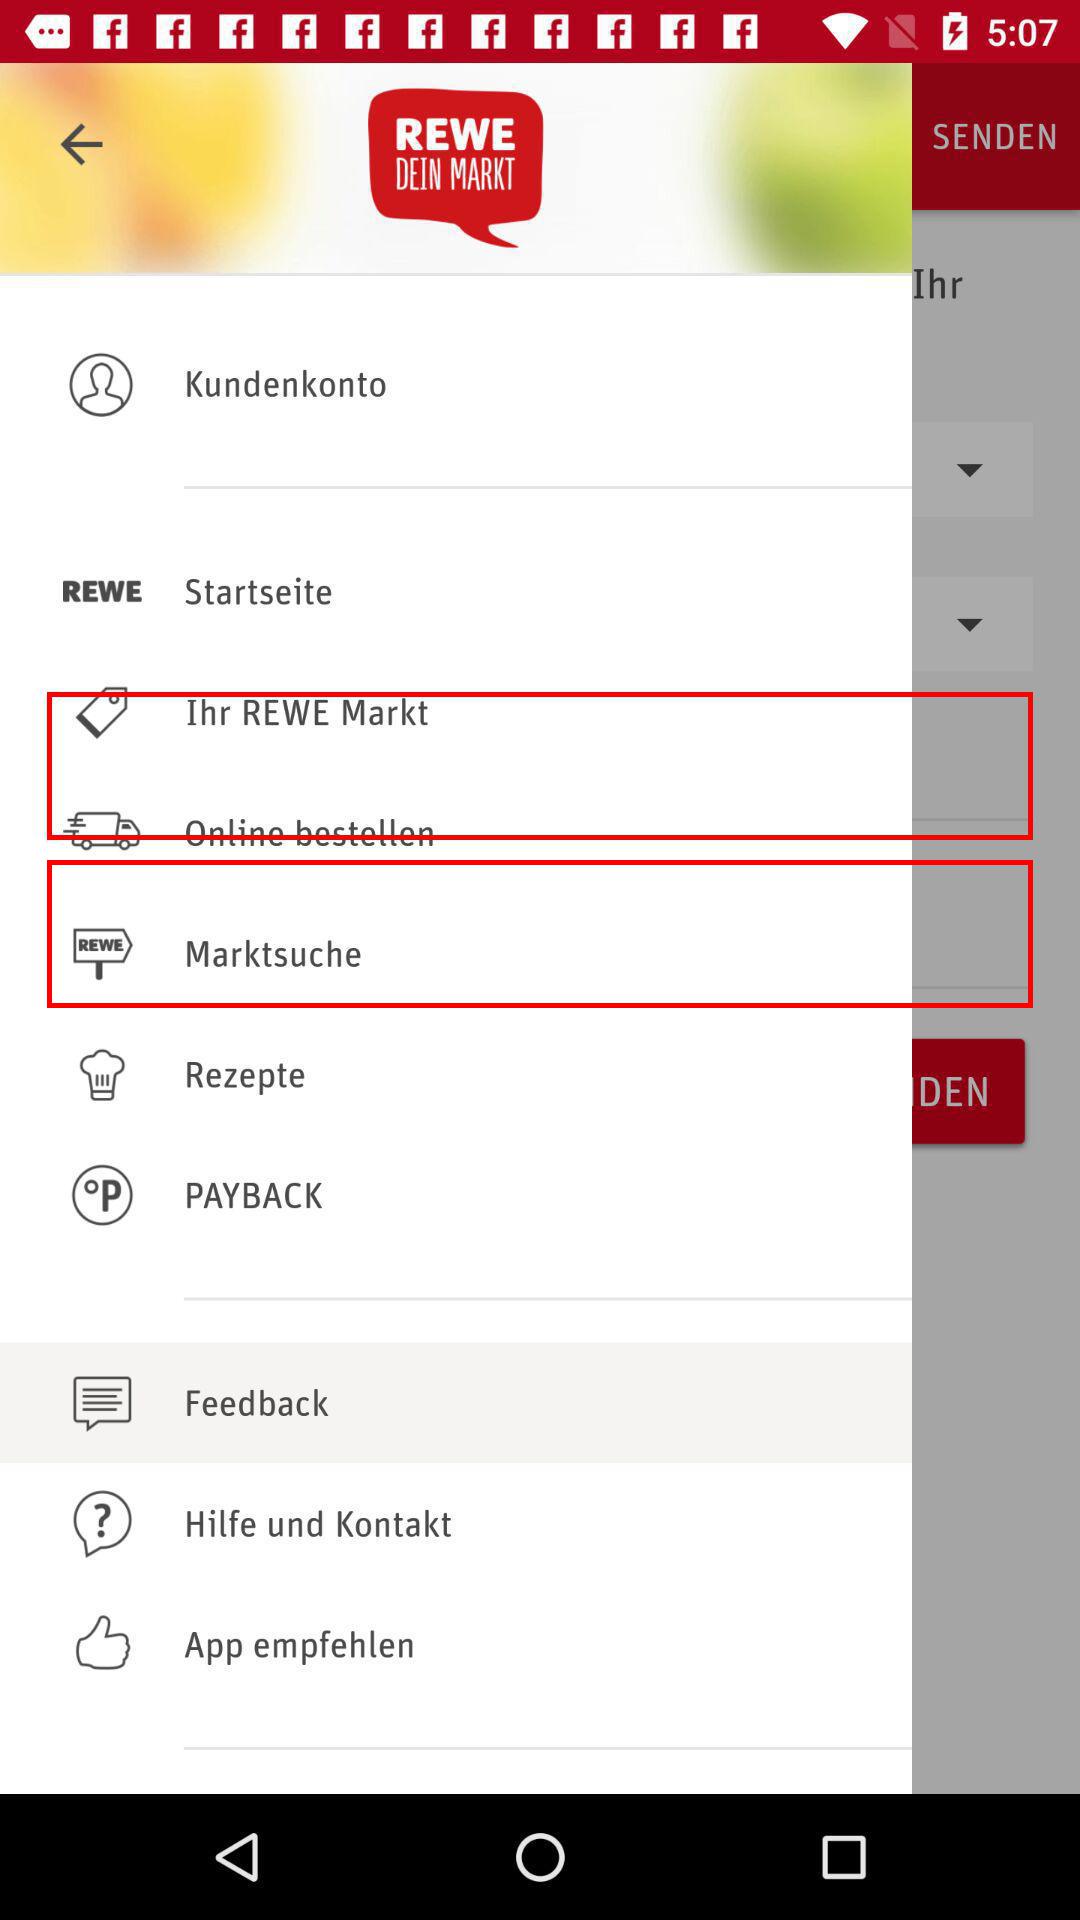 5:07
REWE
DEIN MARKT
SENDEN
Ihr
Kundenkonto
REWE Startseite
Ihr REWE Markt
Online bestellen
REWE Marktsuche
Rezepte
NDEN
°P PAYBACK
Feedback
? Hilfe und Kontakt
App empfehlen